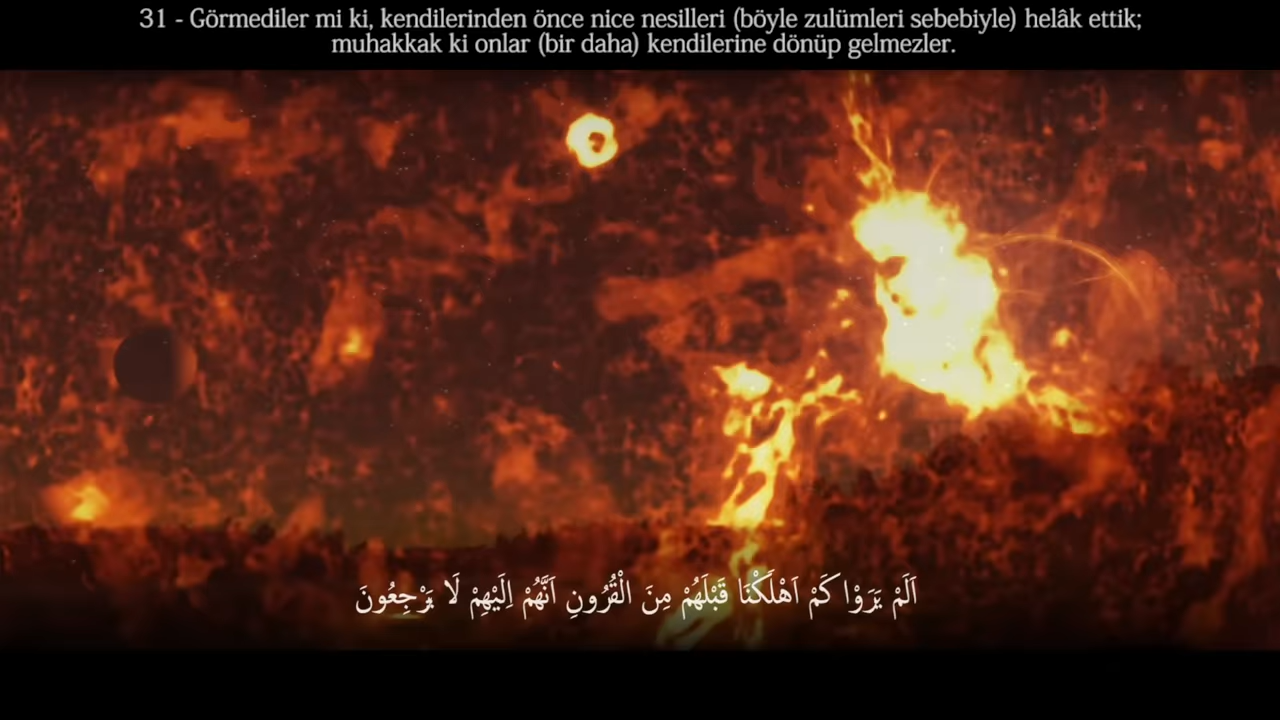 31 - Görmediler mi ki, kendilerinden önce nice nesilleri (böyle zulümleri sebebiyle) helâk ettik;
muhakkak ki onlar (bir daha) kendilerine dönüp gelmezler.
اَلَمْ يَرَوْا كَمْ اَهْلَكْنَا قَبْلَهُمْ مِنَ الْقُرُونِ اَنَّهُمْ اِلَيْهِمْ لَا يَرْجِعُونَ